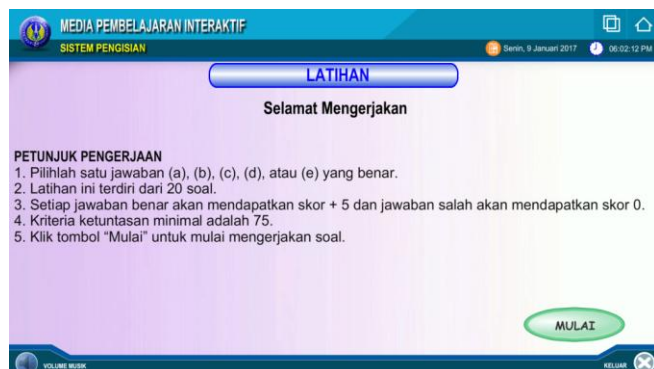 MEDIA PEMBELAJARAN INTERAKTIF
SISTEM PENGISIAN
Senin, 9 Januari 2017
06:02:12 PM
LATIHAN
Selamat Mengerjakan
PETUNJUK PENGERJAAN
1. Pilihlah satu jawaban (a), (b), (c), (d), atau (e) yang benar.
2. Latihan ini terdiri dari 20 soal.
3. Setiap jawaban benar akan mendapatkan skor + 5 dan jawaban salah akan mendapatkan skor 0.
4. Kriteria ketuntasan minimal adalah 75.
5. Klik tombol “Mulai” untuk mulai mengerjakan soal.
MULAI
VOLUME MUSIK
KELUAR